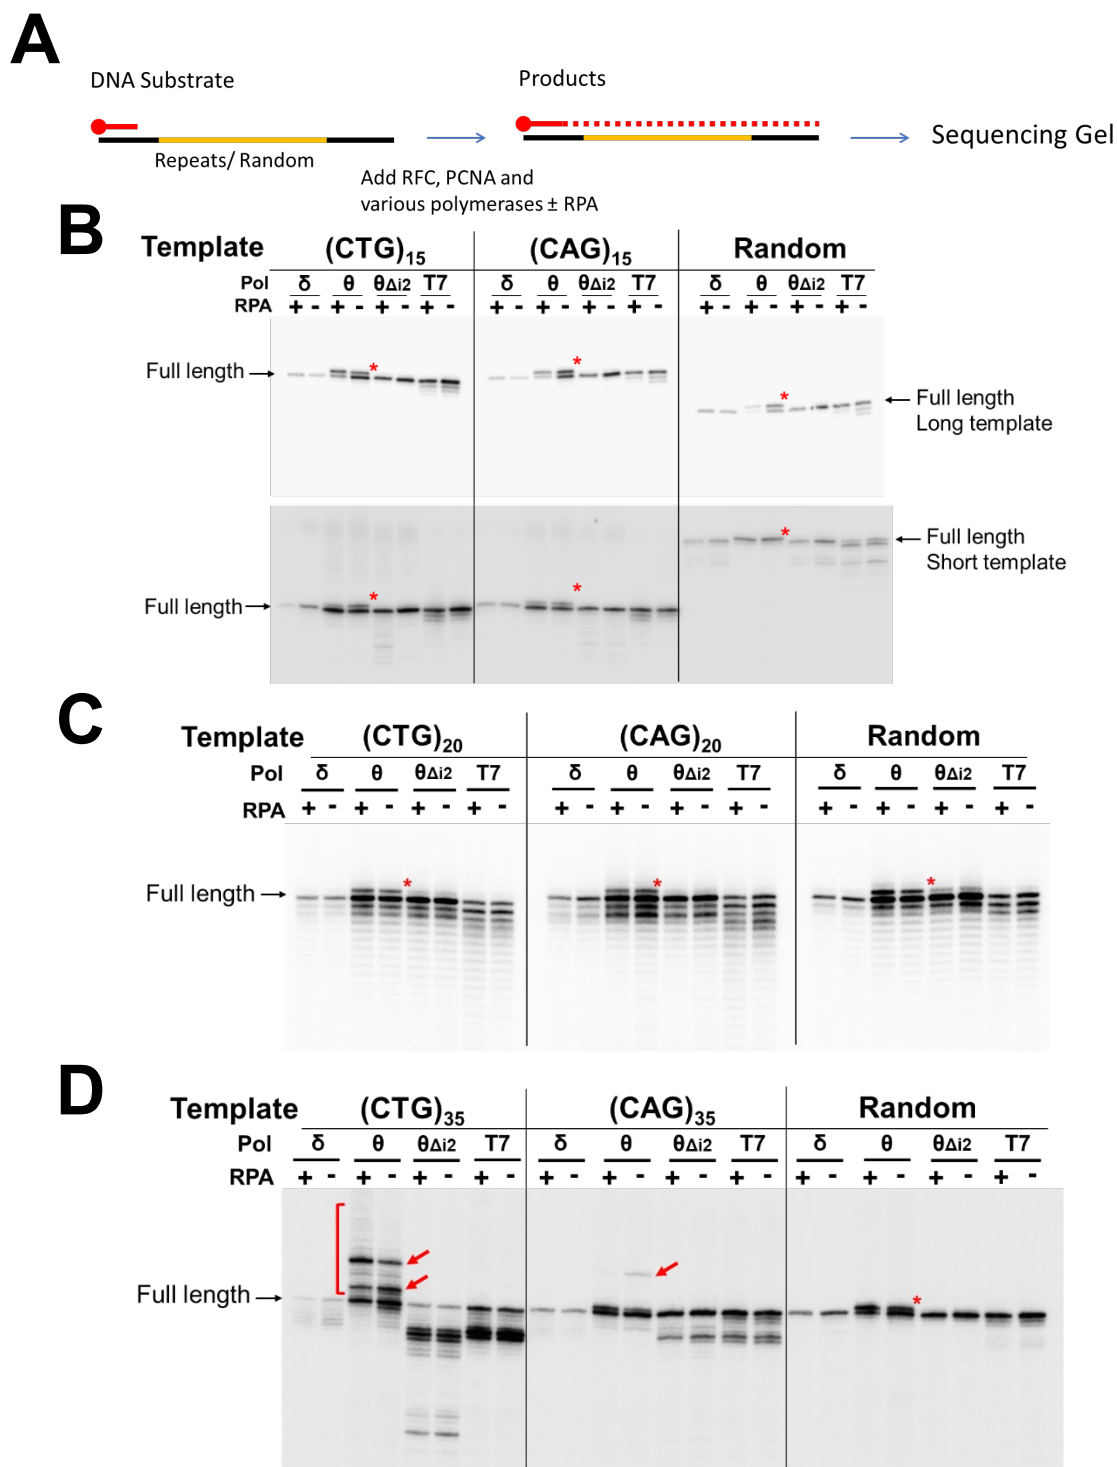 A
DNA Substrate
Products
Repeats/ Random
Sequencing Gel
Add RFC, PCNA and
various polymerases ± RPA
B
Template (CTG)15 (CAG)15 Random
Pol δ θ θΔi2 T7 δ θ θΔi2 T7 δ θ θΔi2 T7
RPA + - + - + - + - + - + - + - + - + - + - + - + -
Full length
*
*
*
Full length
Long template
Full length
*
*
*
Full length
Short template
C
Template (CTG)20 (CAG)20 Random
Pol δ θ θΔi2 T7 δ θ θΔi2 T7 δ θ θΔi2 T7
RPA + - + - + - + - + - + - + - + - + - + - + - + -
Full length
*
*
*
D
Template (CTG)35 (CAG)35 Random
Pol δ θ θΔi2 T7 δ θ θΔi2 T7 δ θ θΔi2 T7
RPA + - + - + - + - + - + - + - + - + - + - + - + -
Full length
*